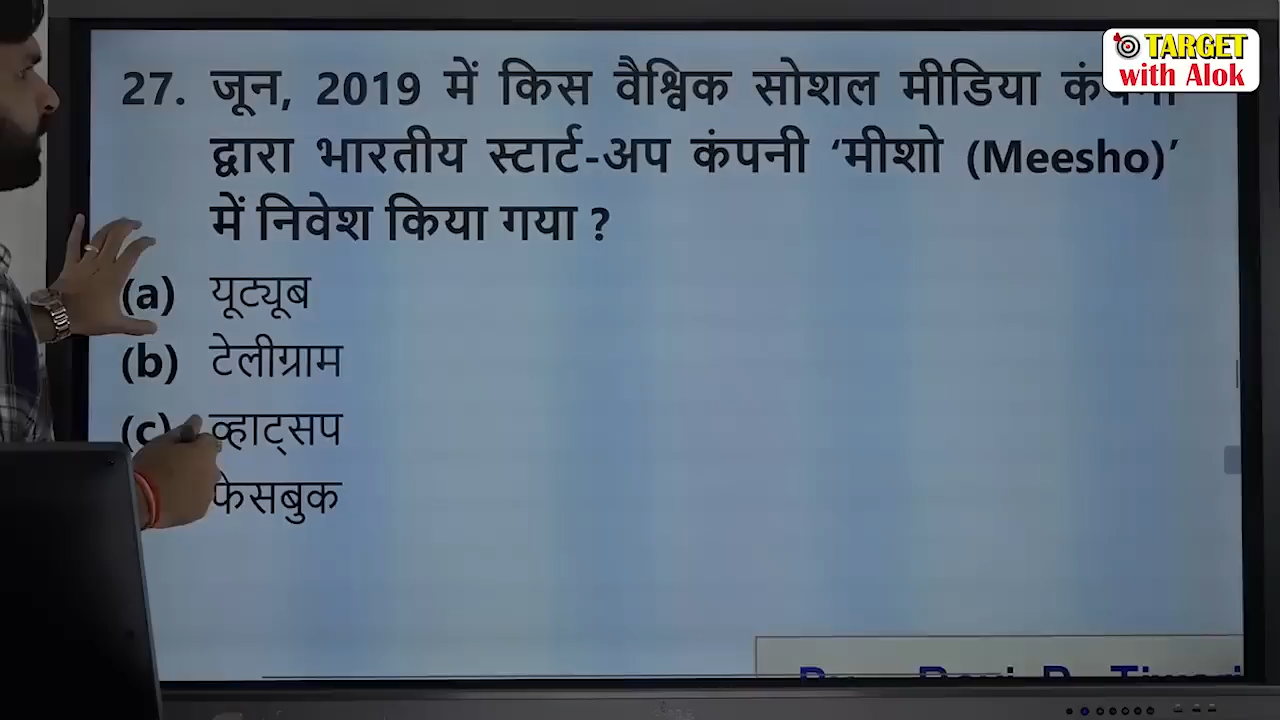 TARGET
with Alok
27. जून, 2019 में किस वैश्विक सोशल मीडिया
द्वारा भारतीय स्टार्ट-अप कंपनी ‘मीशो (Meesho)’
में निवेश किया गया ?
(a) यूट्यूब
(b) टेलीग्राम
(c) व्हाट्सप
फेसबुक